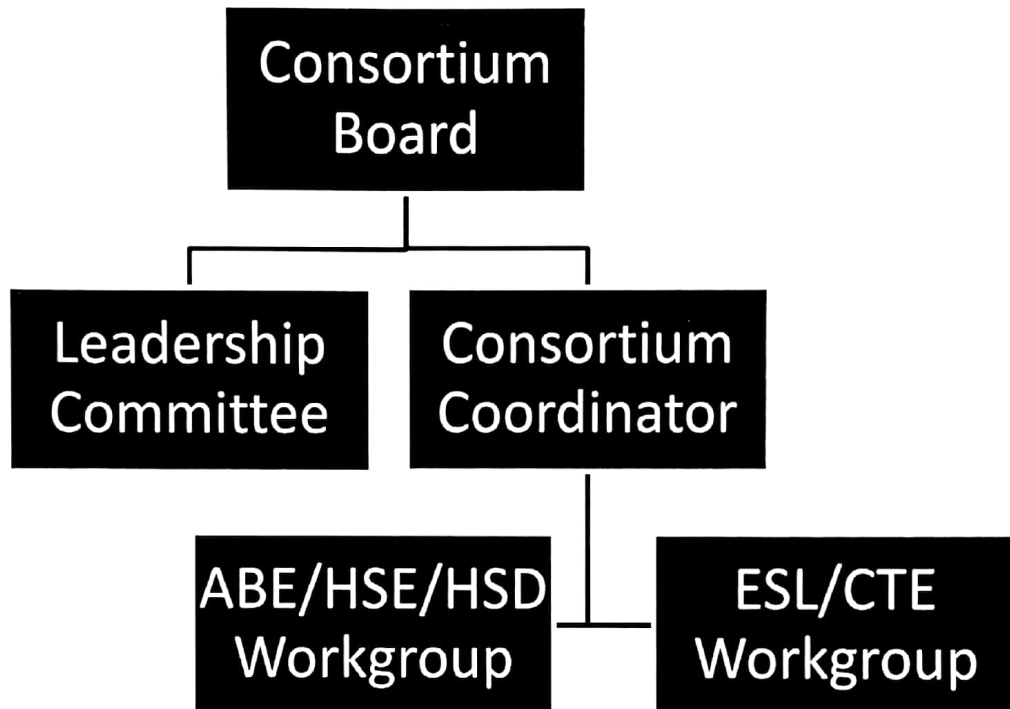 Consortium
Board
Leadership
Committee
Consortium
Coordinator
ABE/HSE/HSD
Workgroup
ESL/CTE
Workgroup